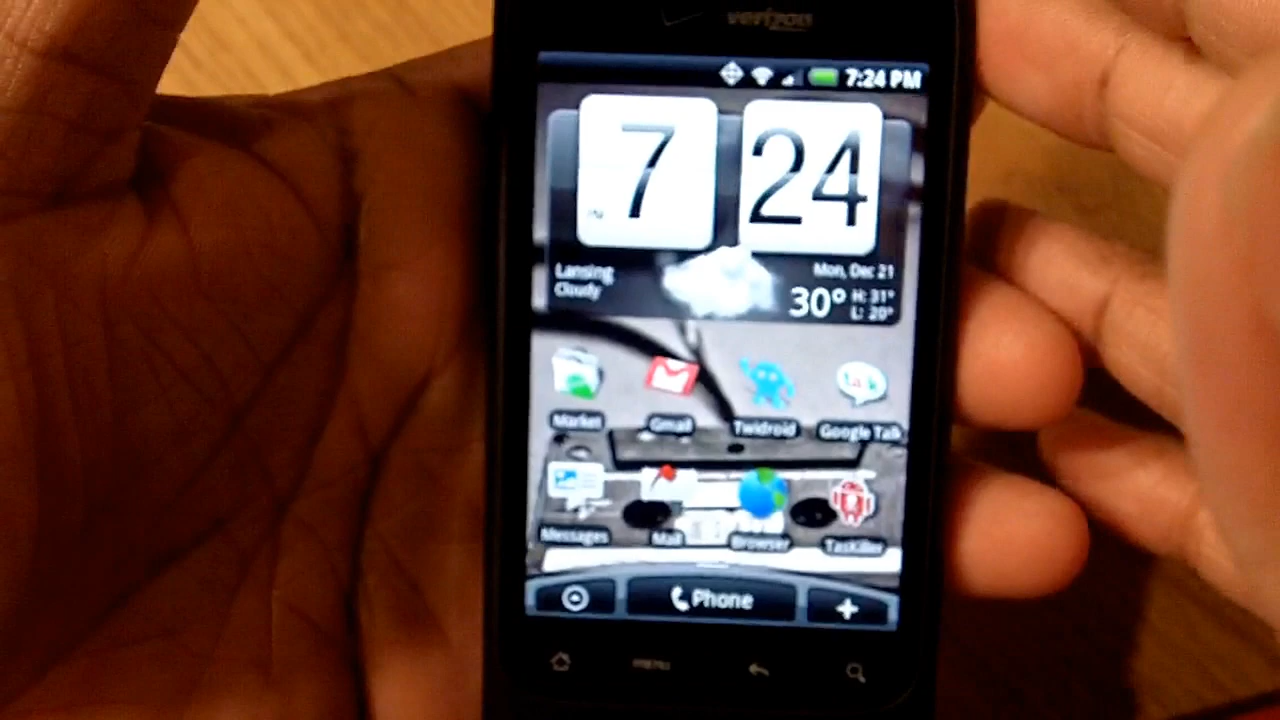 verizon
7:24 PM
7 24
Lansing
Cloudy
Mon, Dec 21
30°
H: 31°
L: 20°
Market Gmail Twidroid Google Talk
Messages Mail Browser TasKiller
Phone
MENU